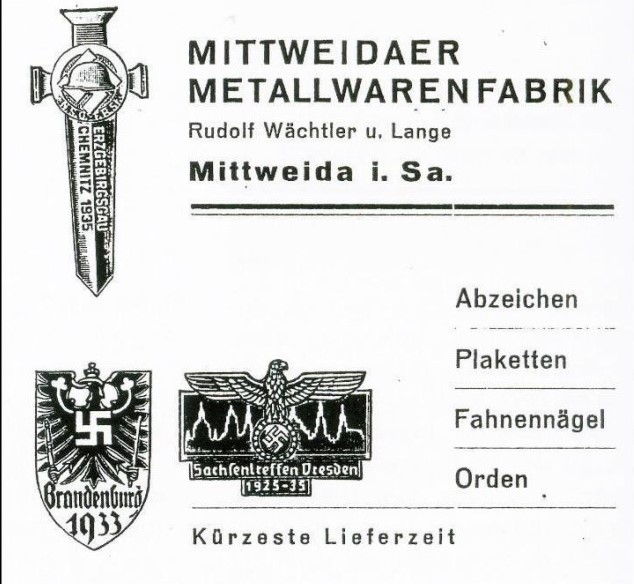 MITTWEIDAER
METALLWARENFABRIK
Rudolf Wächtler u. Lange
Mittweida i. Sa.
ERZGEBIRGSGAU
CHEMNITZ 1935
Abzeichen
Plaketten
Fahnennägel
Orden
Brandenburg
1933
Sachsentreffen Dresden
1925-35
Kürzeste Lieferzeit